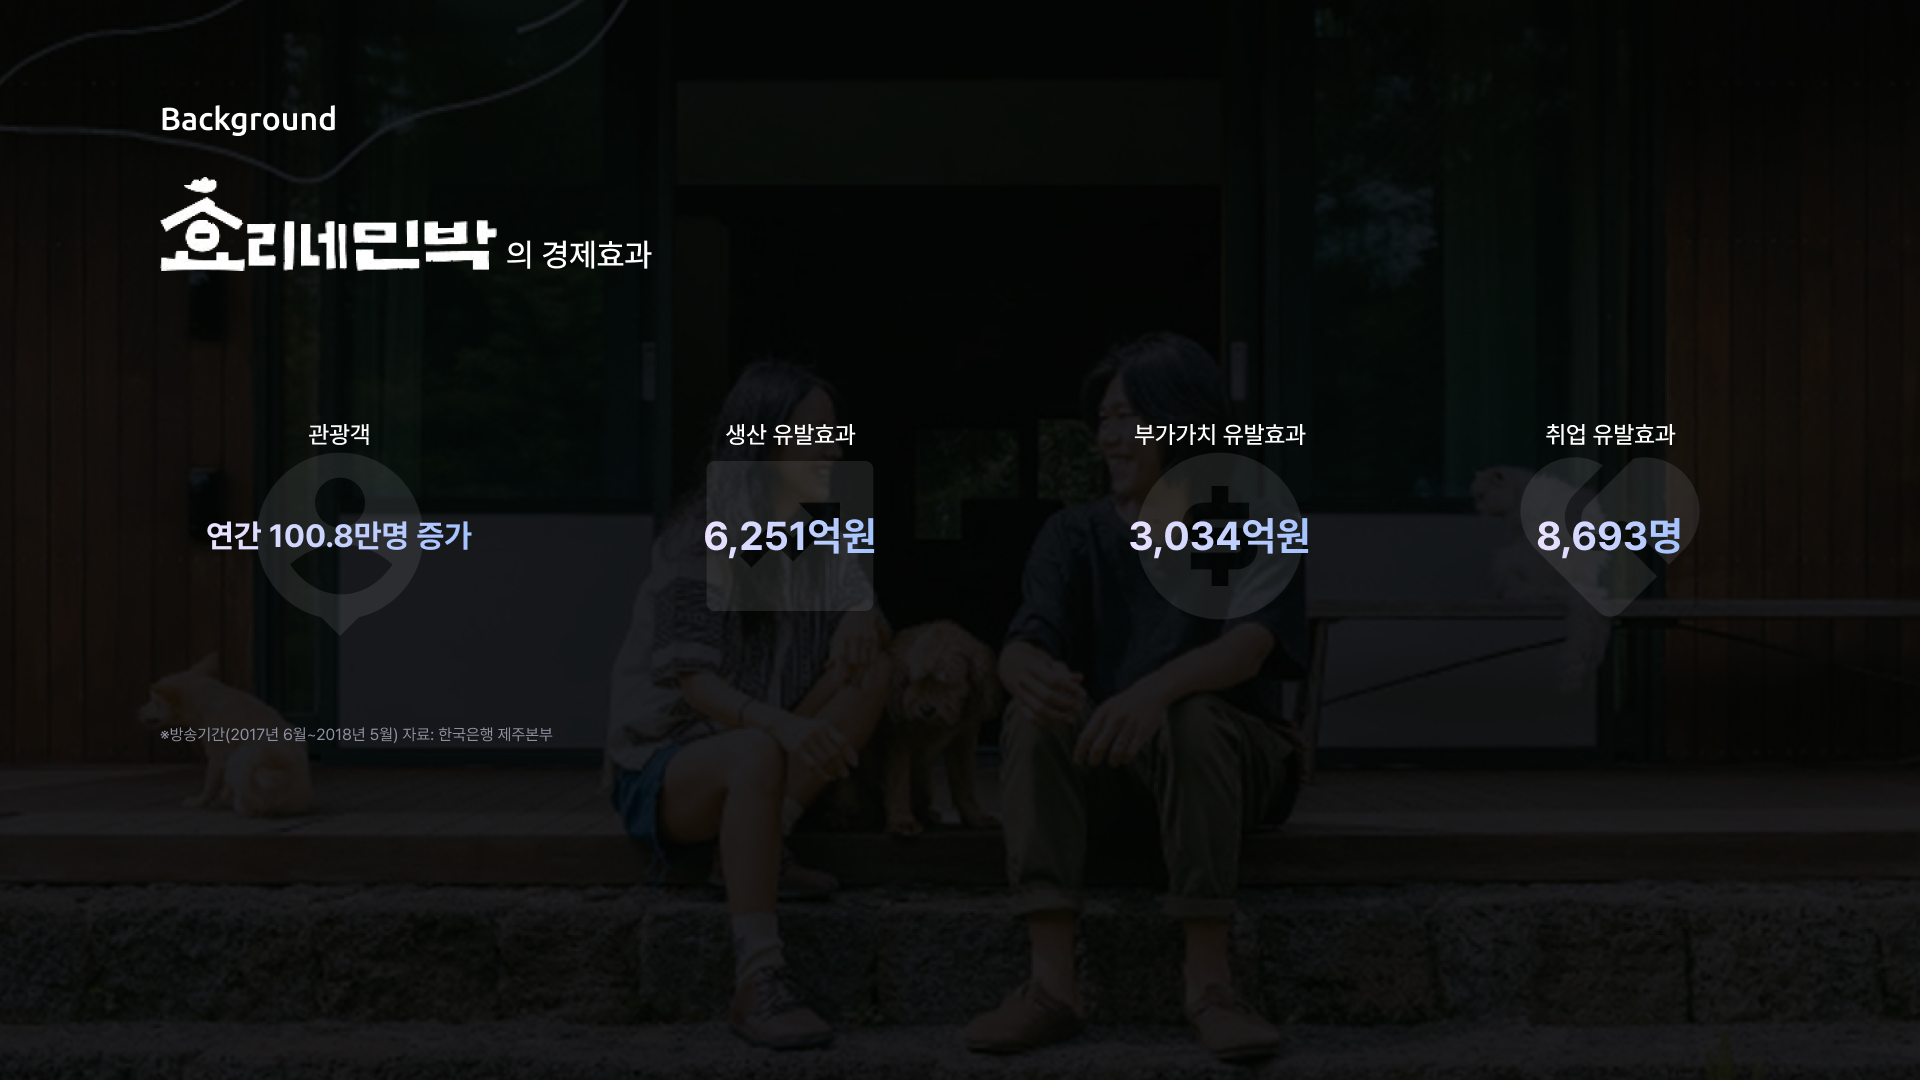 Background
효리네민박 의 경제효과
관광객
연간 100.8만명 증가
생산 유발효과
6,251억원
부가가치 유발효과
3,034억원
취업 유발효과
8,693명
※방송기간(2017년 6월~2018년 5월) 자료: 한국은행 제주본부